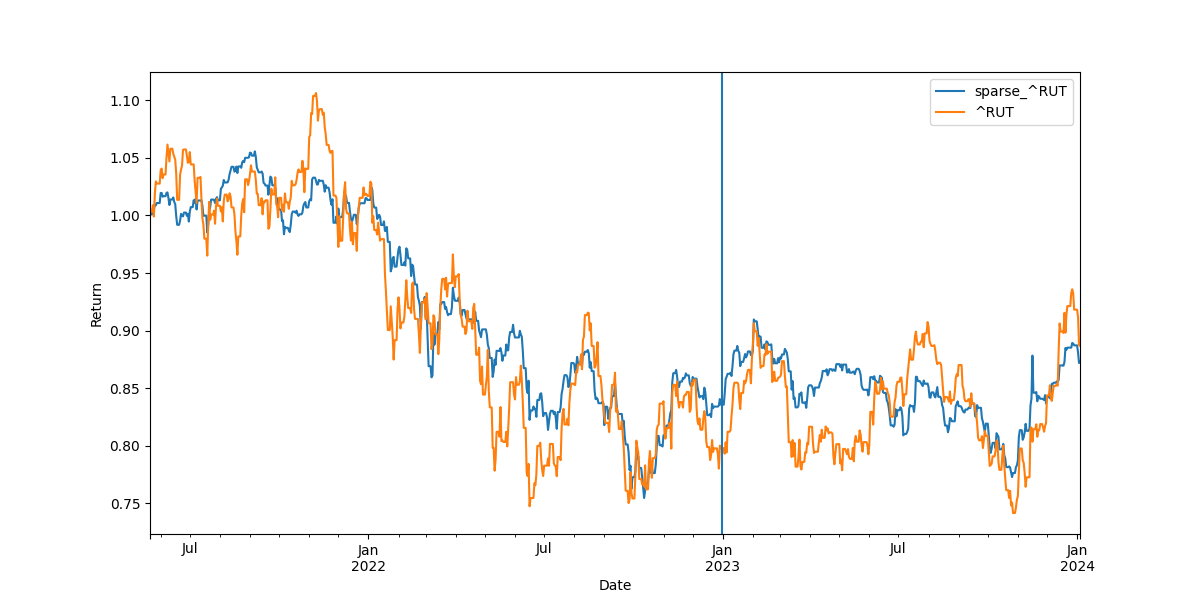 sparse_^RUT
^RUT
1.10
1.05
1.00
0.95
0.90
0.85
0.80
0.75
Return
Jul
Jan
2022
Jul
Jan
2023
Jul
Jan
2024
Date